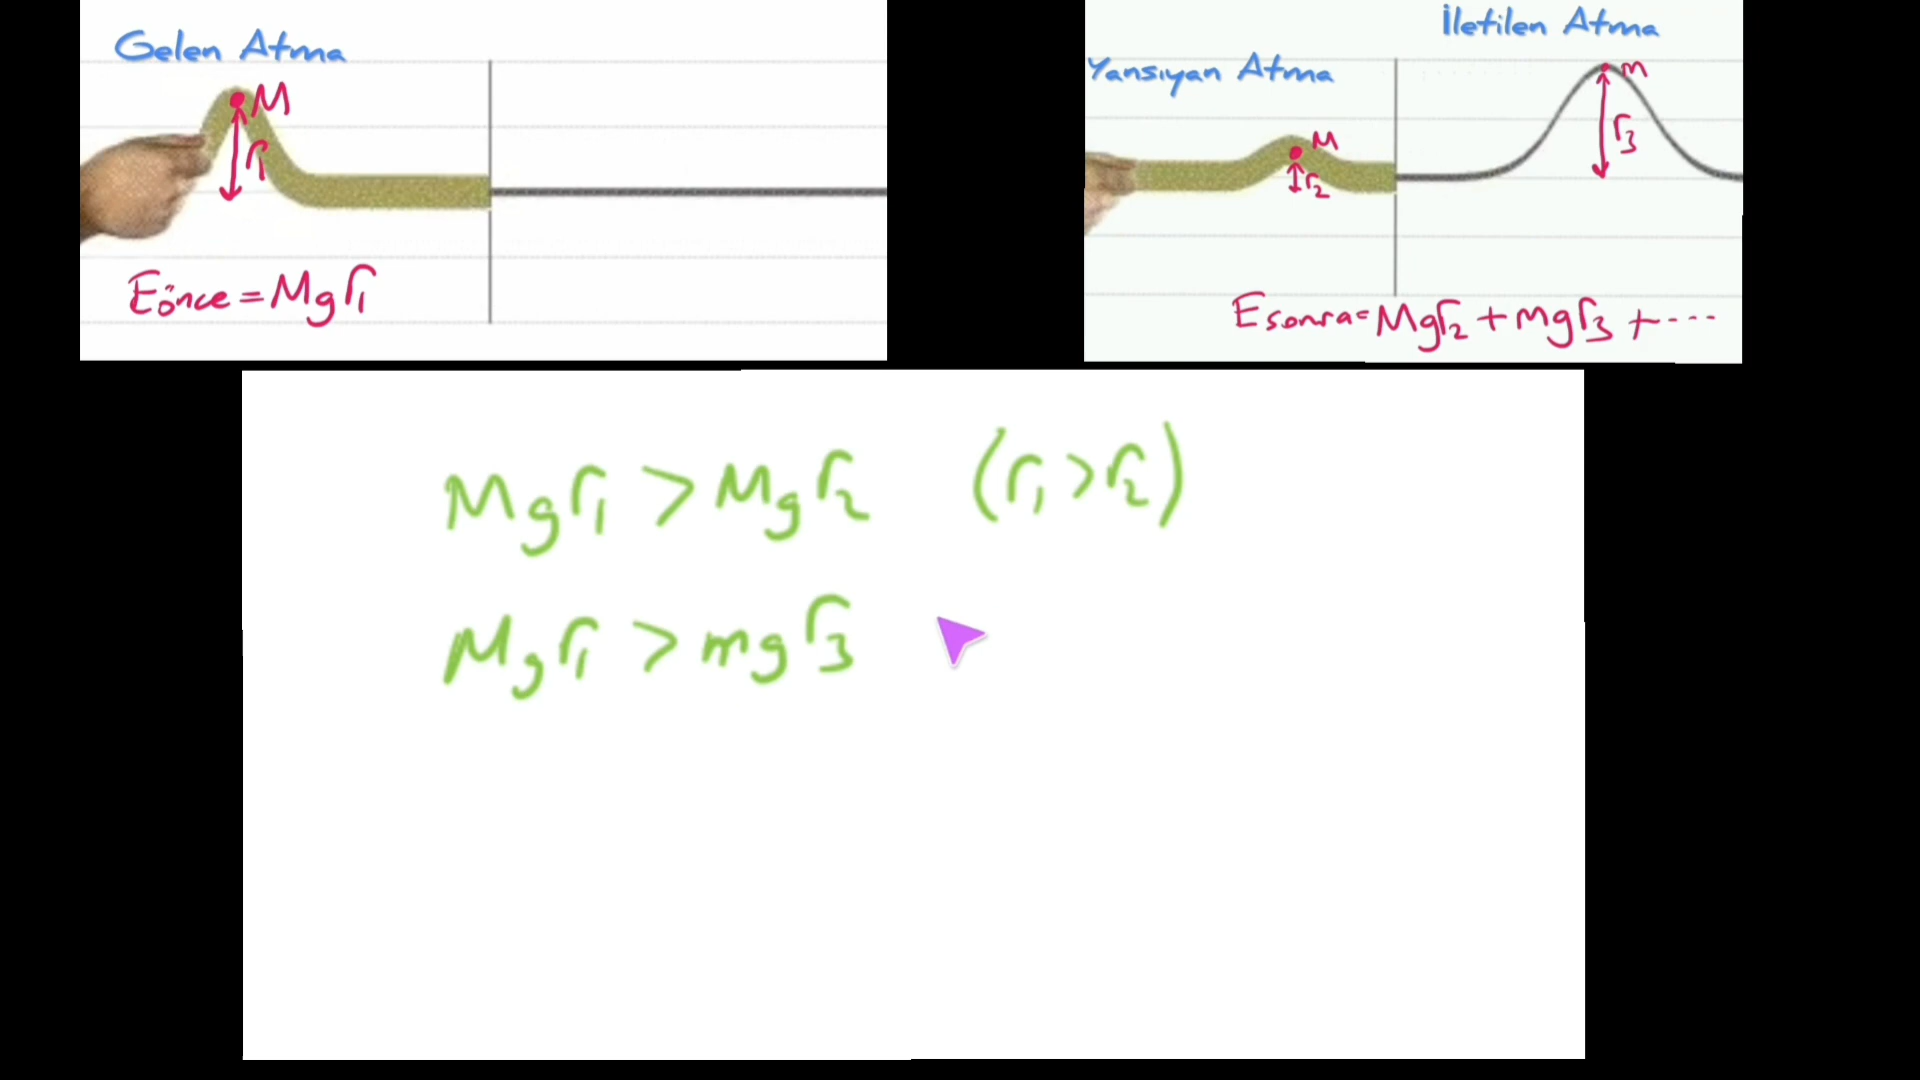 Gelen Atma
M
r₁
Eönce = Mgr₁
Yansıyan Atma
İletilen Atma
M
r₂
m
r₃
Esonra = Mgr₂ + mgr₃ + ....
Mgr₁ > Mgr₂ (r₁ > r₂)
Mgr₁ > mgr₃